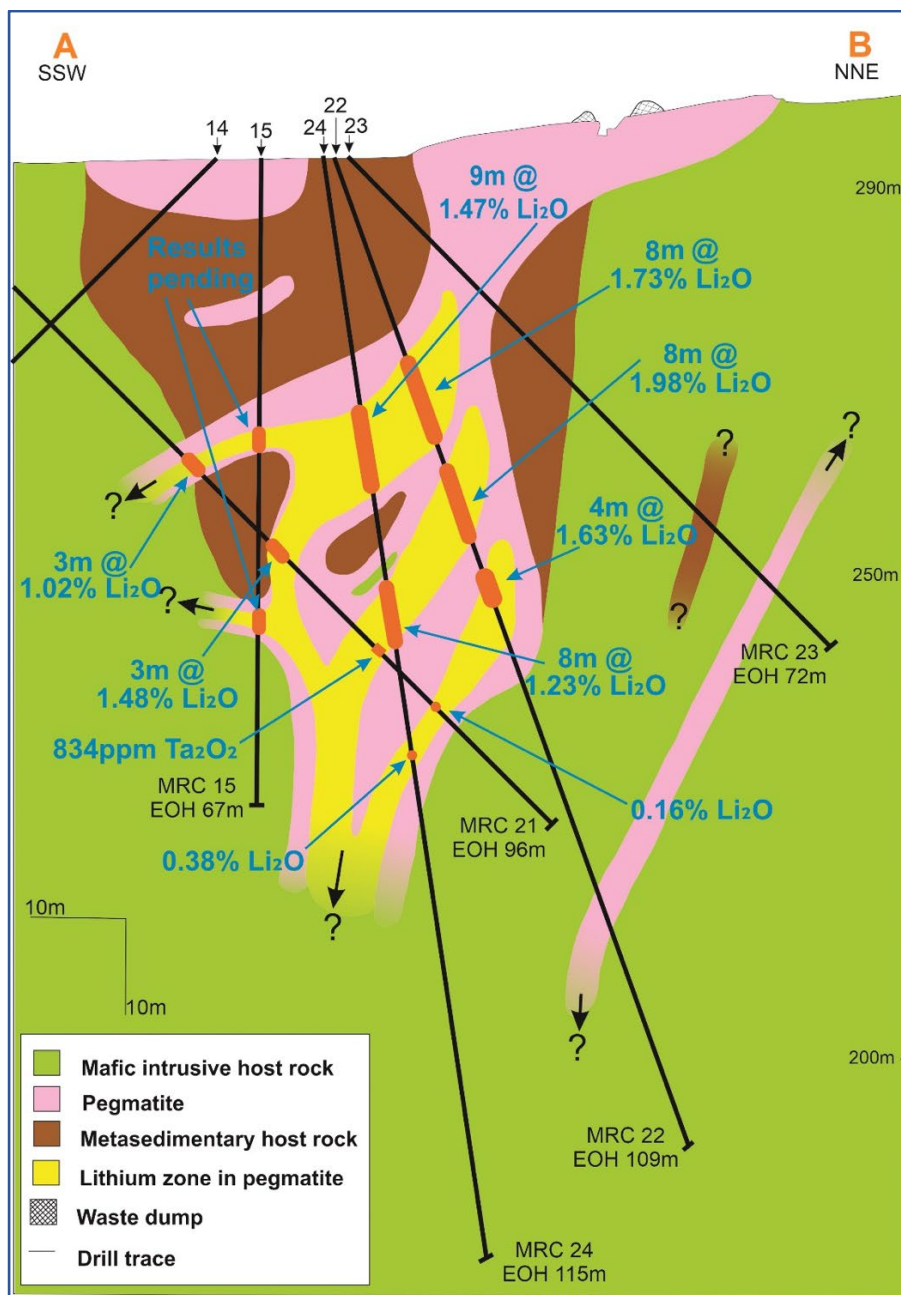 A
SSW
B
NNE
14
15
24
22
23
9m @
1.47% Li₂O
290m
Results
pending
8m @
1.73% Li₂O
8m @
1.98% Li₂O
?
?
?
4m @
1.63% Li₂O
3m @
1.02% Li₂O
?
250m
?
3m @
1.48% Li₂O
8m @
1.23% Li₂O
MRC 23
EOH 72m
834ppm Ta₂O₂
MRC 15
EOH 67m
0.38% Li₂O
MRC 21
EOH 96m
0.16% Li₂O
?
10m
10m
?
200m
Mafic intrusive host rock
Pegmatite
Metasedimentary host rock
Lithium zone in pegmatite
Waste dump
Drill trace
MRC 22
EOH 109m
MRC 24
EOH 115m